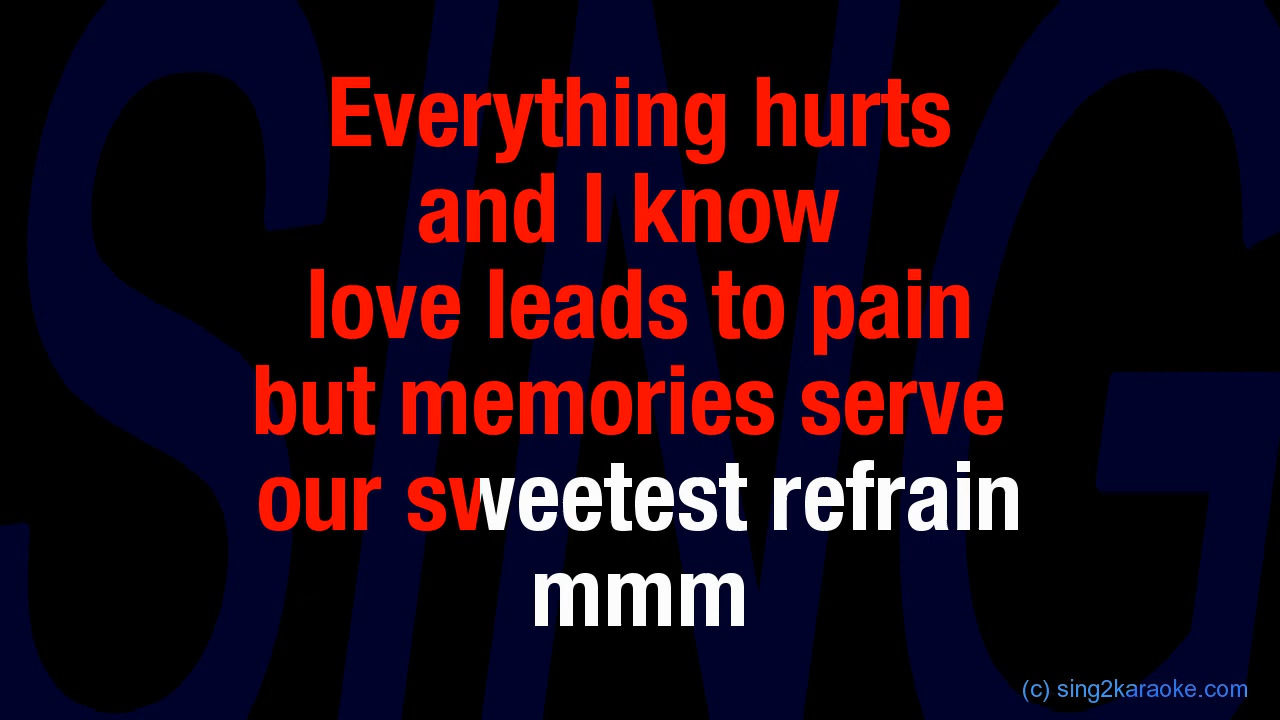 SING
Everything hurts
and I know
love leads to pain
but memories serve
our sweetest refrain
mmm
(c) sing2karaoke.com